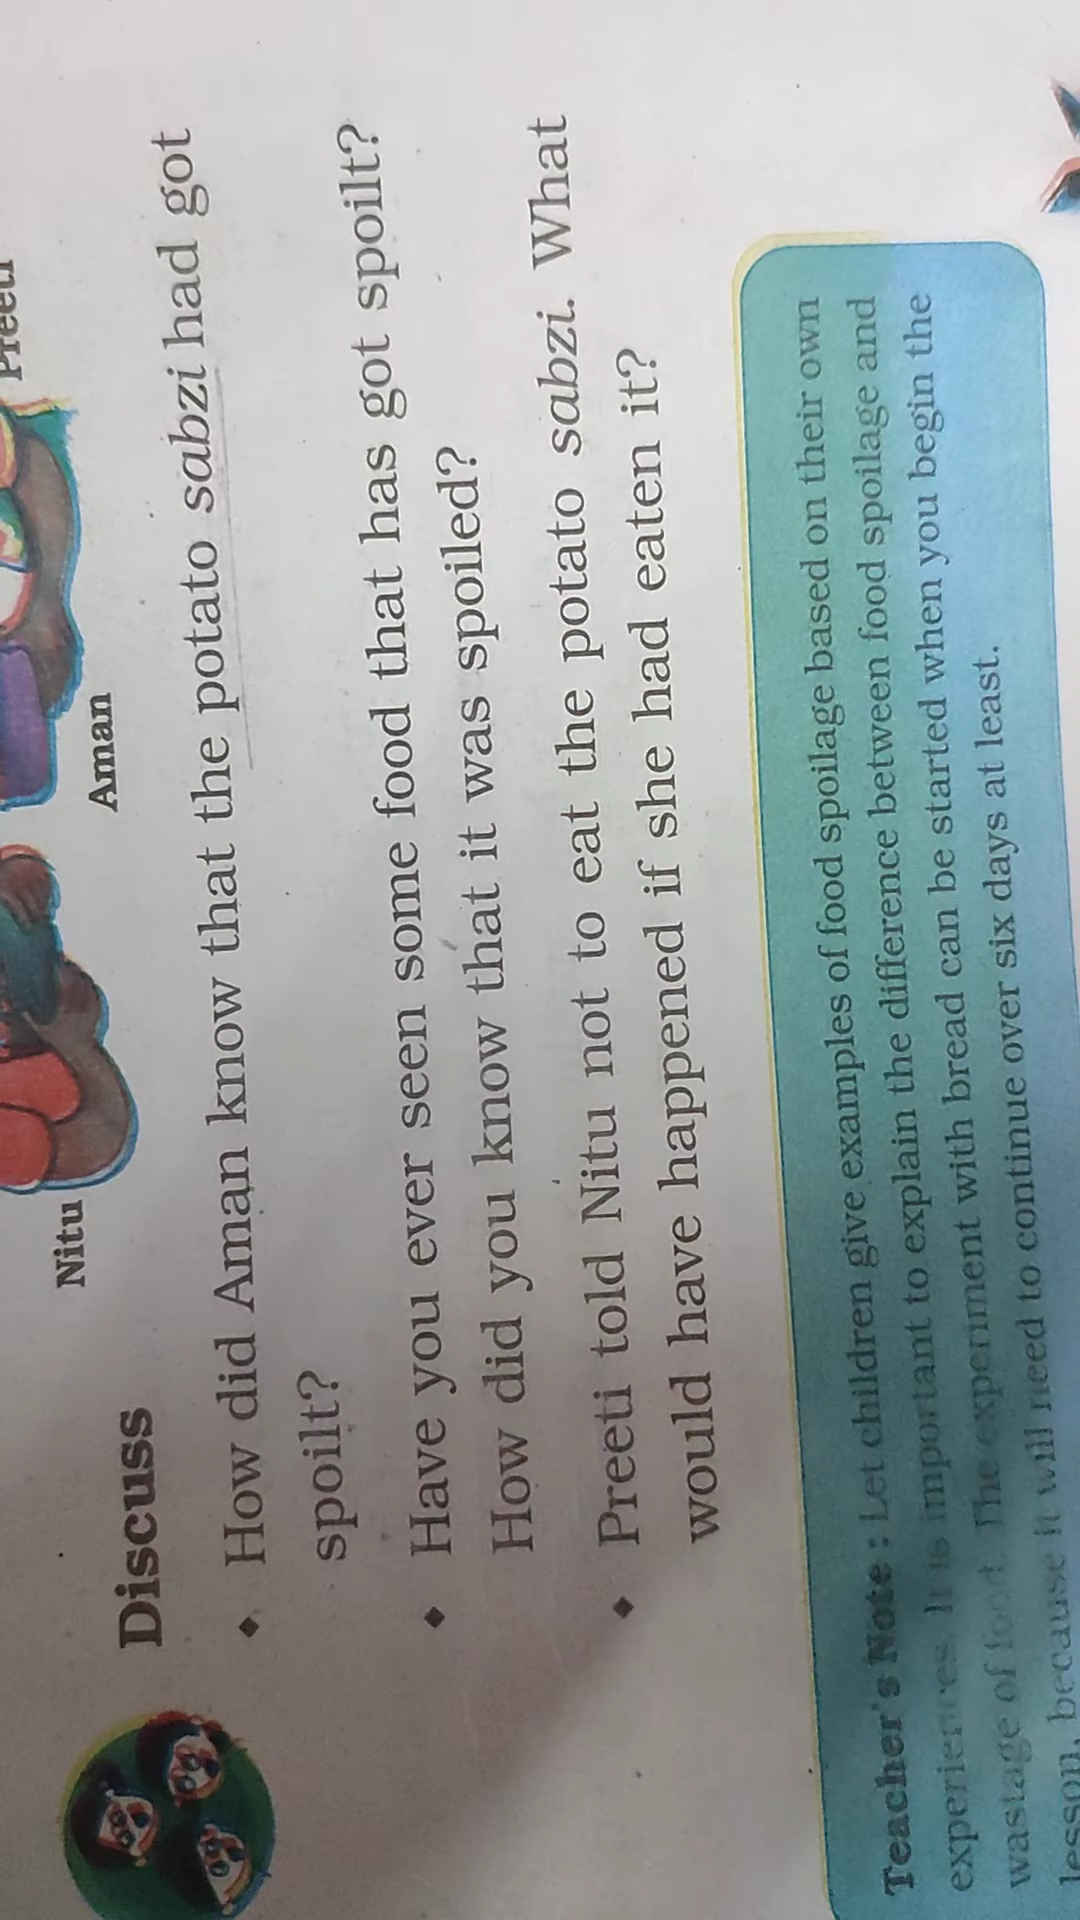 Preeti
Aman
Nitu
Discuss
How did Aman know that the potato sabzi had got
spoilt?
Have you ever seen some food that has got spoilt?
How did you know that it was spoiled?
Preeti told Nitu not to eat the potato sabzi. What
would have happened if she had eaten it?
Teacher's Note : Let children give examples of food spoilage based on their own
experiences. It is important to explain the difference between food spoilage and
wastage of food. The experiment with bread can be started when you begin the
lesson, because it will need to continue over six days at least.